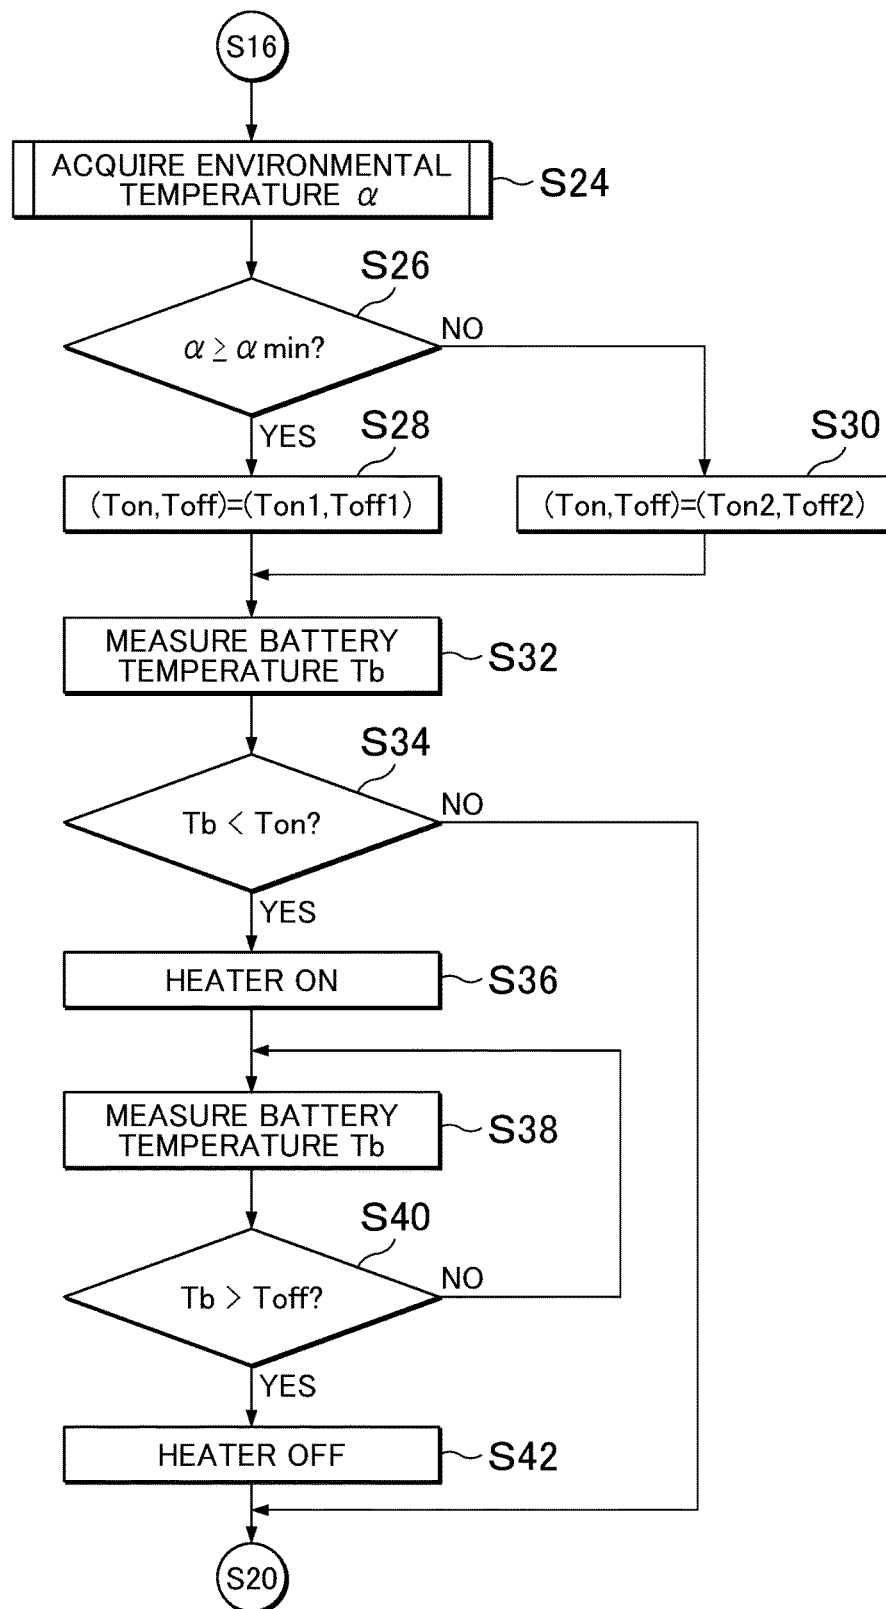 S16
ACQUIRE ENVIRONMENTAL
TEMPERATURE α
S24
S26
α ≥ α min?
NO
YES
S28
S30
(Ton,Toff)=(Ton1,Toff1)
(Ton,Toff)=(Ton2,Toff2)
MEASURE BATTERY
TEMPERATURE Tb
S32
S34
Tb < Ton?
NO
YES
HEATER ON
S36
MEASURE BATTERY
TEMPERATURE Tb
S38
S40
Tb > Toff?
NO
YES
HEATER OFF
S42
S20